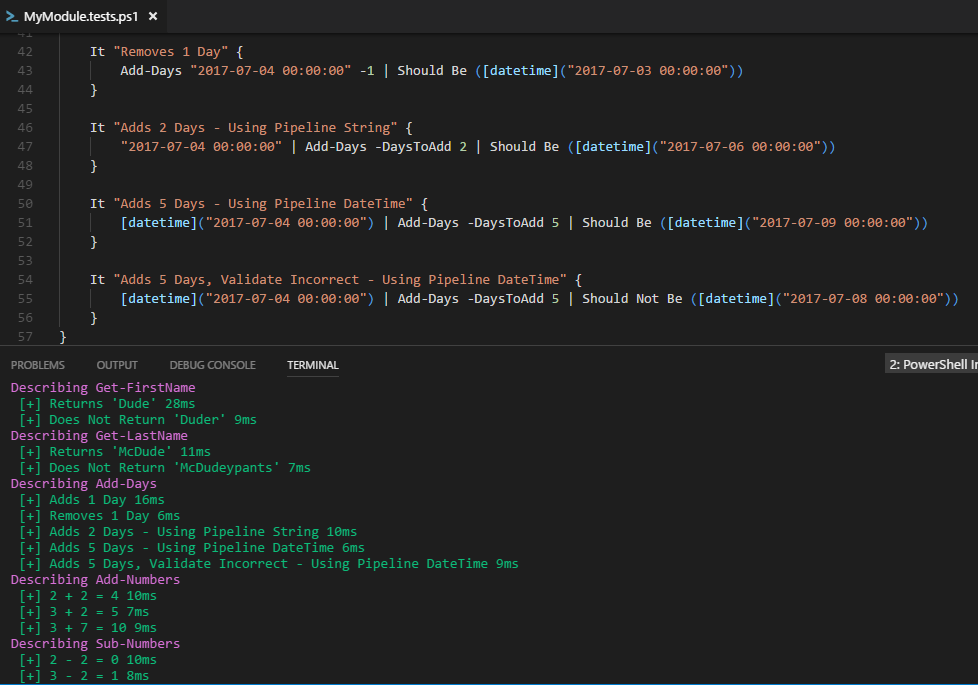 MyModule.tests.ps1 ×
41
42 It "Removes 1 Day" {
43 Add-Days "2017-07-04 00:00:00" -1 | Should Be ([datetime]("2017-07-03 00:00:00"))
44 }
45
46 It "Adds 2 Days - Using Pipeline String" {
47 "2017-07-04 00:00:00" | Add-Days -DaysToAdd 2 | Should Be ([datetime]("2017-07-06 00:00:00"))
48 }
49
50 It "Adds 5 Days - Using Pipeline DateTime" {
51 [datetime]("2017-07-04 00:00:00") | Add-Days -DaysToAdd 5 | Should Be ([datetime]("2017-07-09 00:00:00"))
52 }
53
54 It "Adds 5 Days, Validate Incorrect - Using Pipeline DateTime" {
55 [datetime]("2017-07-04 00:00:00") | Add-Days -DaysToAdd 5 | Should Not Be ([datetime]("2017-07-08 00:00:00"))
56 }
57 }
PROBLEMS OUTPUT DEBUG CONSOLE TERMINAL 2: PowerShell In
Describing Get-FirstName
[+] Returns 'Dude' 28ms
[+] Does Not Return 'Duder' 9ms
Describing Get-LastName
[+] Returns 'McDude' 11ms
[+] Does Not Return 'McDudeypants' 7ms
Describing Add-Days
[+] Adds 1 Day 16ms
[+] Removes 1 Day 6ms
[+] Adds 2 Days - Using Pipeline String 10ms
[+] Adds 5 Days - Using Pipeline DateTime 6ms
[+] Adds 5 Days, Validate Incorrect - Using Pipeline DateTime 9ms
Describing Add-Numbers
[+] 2 + 2 = 4 10ms
[+] 3 + 2 = 5 7ms
[+] 3 + 7 = 10 9ms
Describing Sub-Numbers
[+] 2 - 2 = 0 10ms
[+] 3 - 2 = 1 8ms